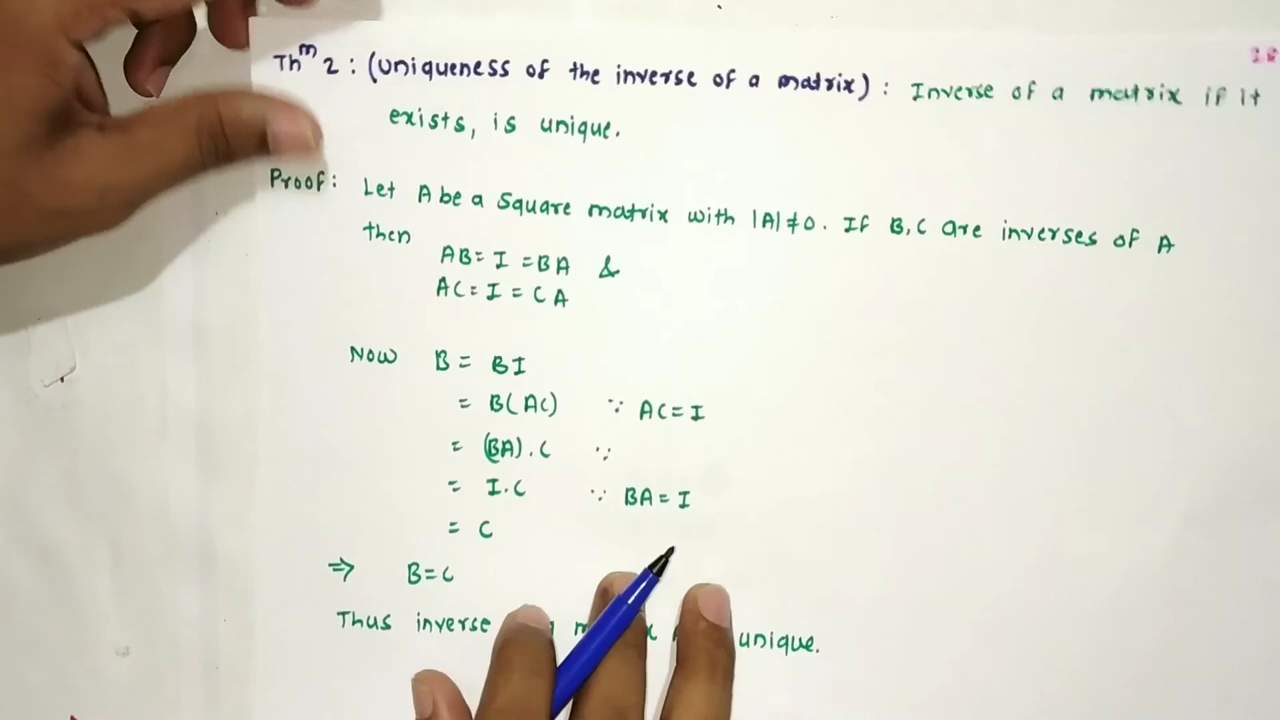 Thm 2 : (Uniqueness of the inverse of a matrix) : Inverse of a matrix if it
exists, is unique.
Proof: Let A be a Square matrix with |A| ≠ 0. If B, C are inverses of A
then
AB = I = BA &
AC = I = CA
Now B = BI
= B(AC) ∵ AC = I
= (BA) . C ∵
= I . C ∵ BA = I
= C
⇒ B = C
Thus inverse unique.